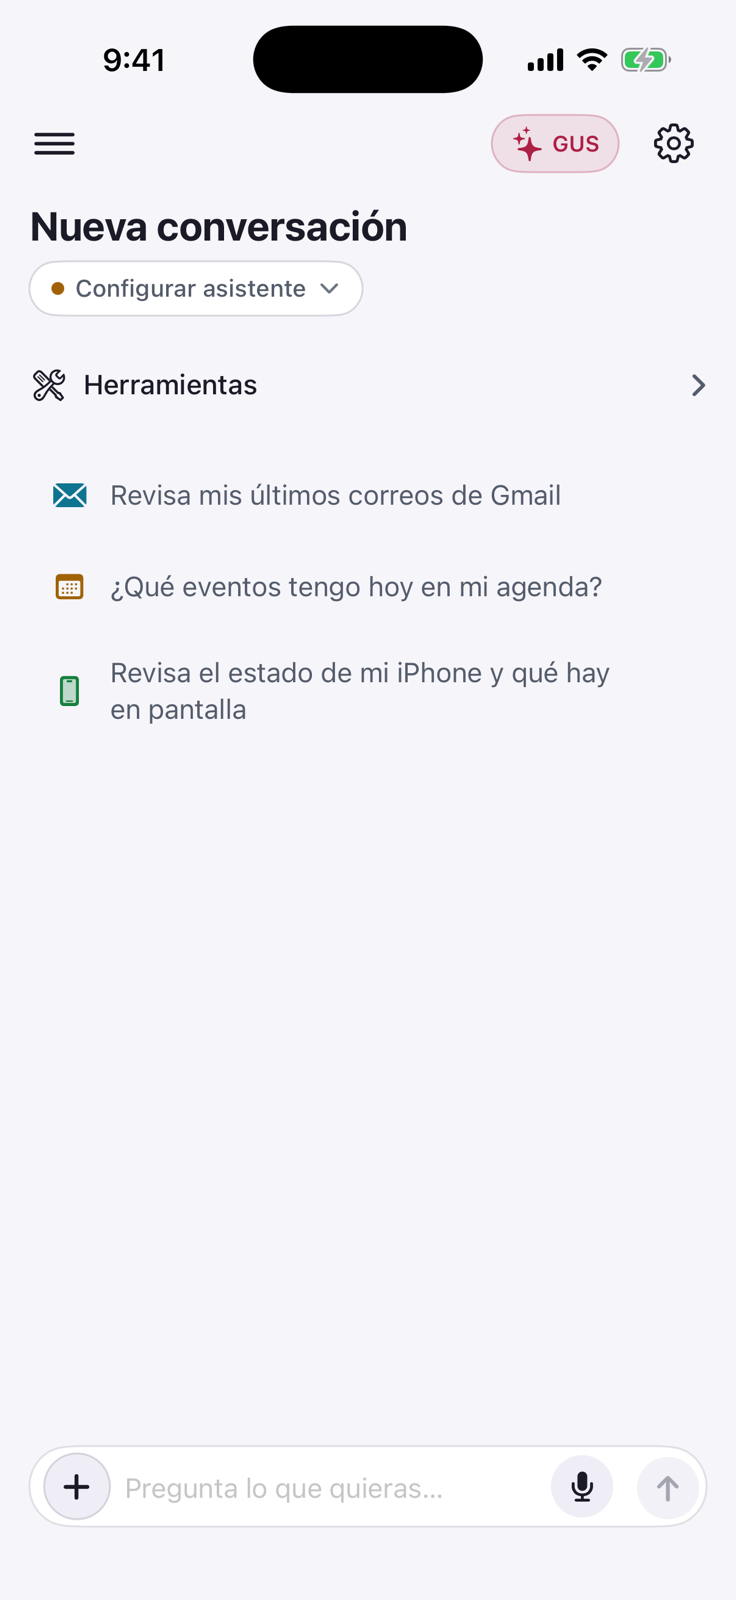 9:41
GUS
Nueva conversación
Configurar asistente
Herramientas
Revisa mis últimos correos de Gmail
¿Qué eventos tengo hoy en mi agenda?
Revisa el estado de mi iPhone y qué hay
en pantalla
Pregunta lo que quieras...